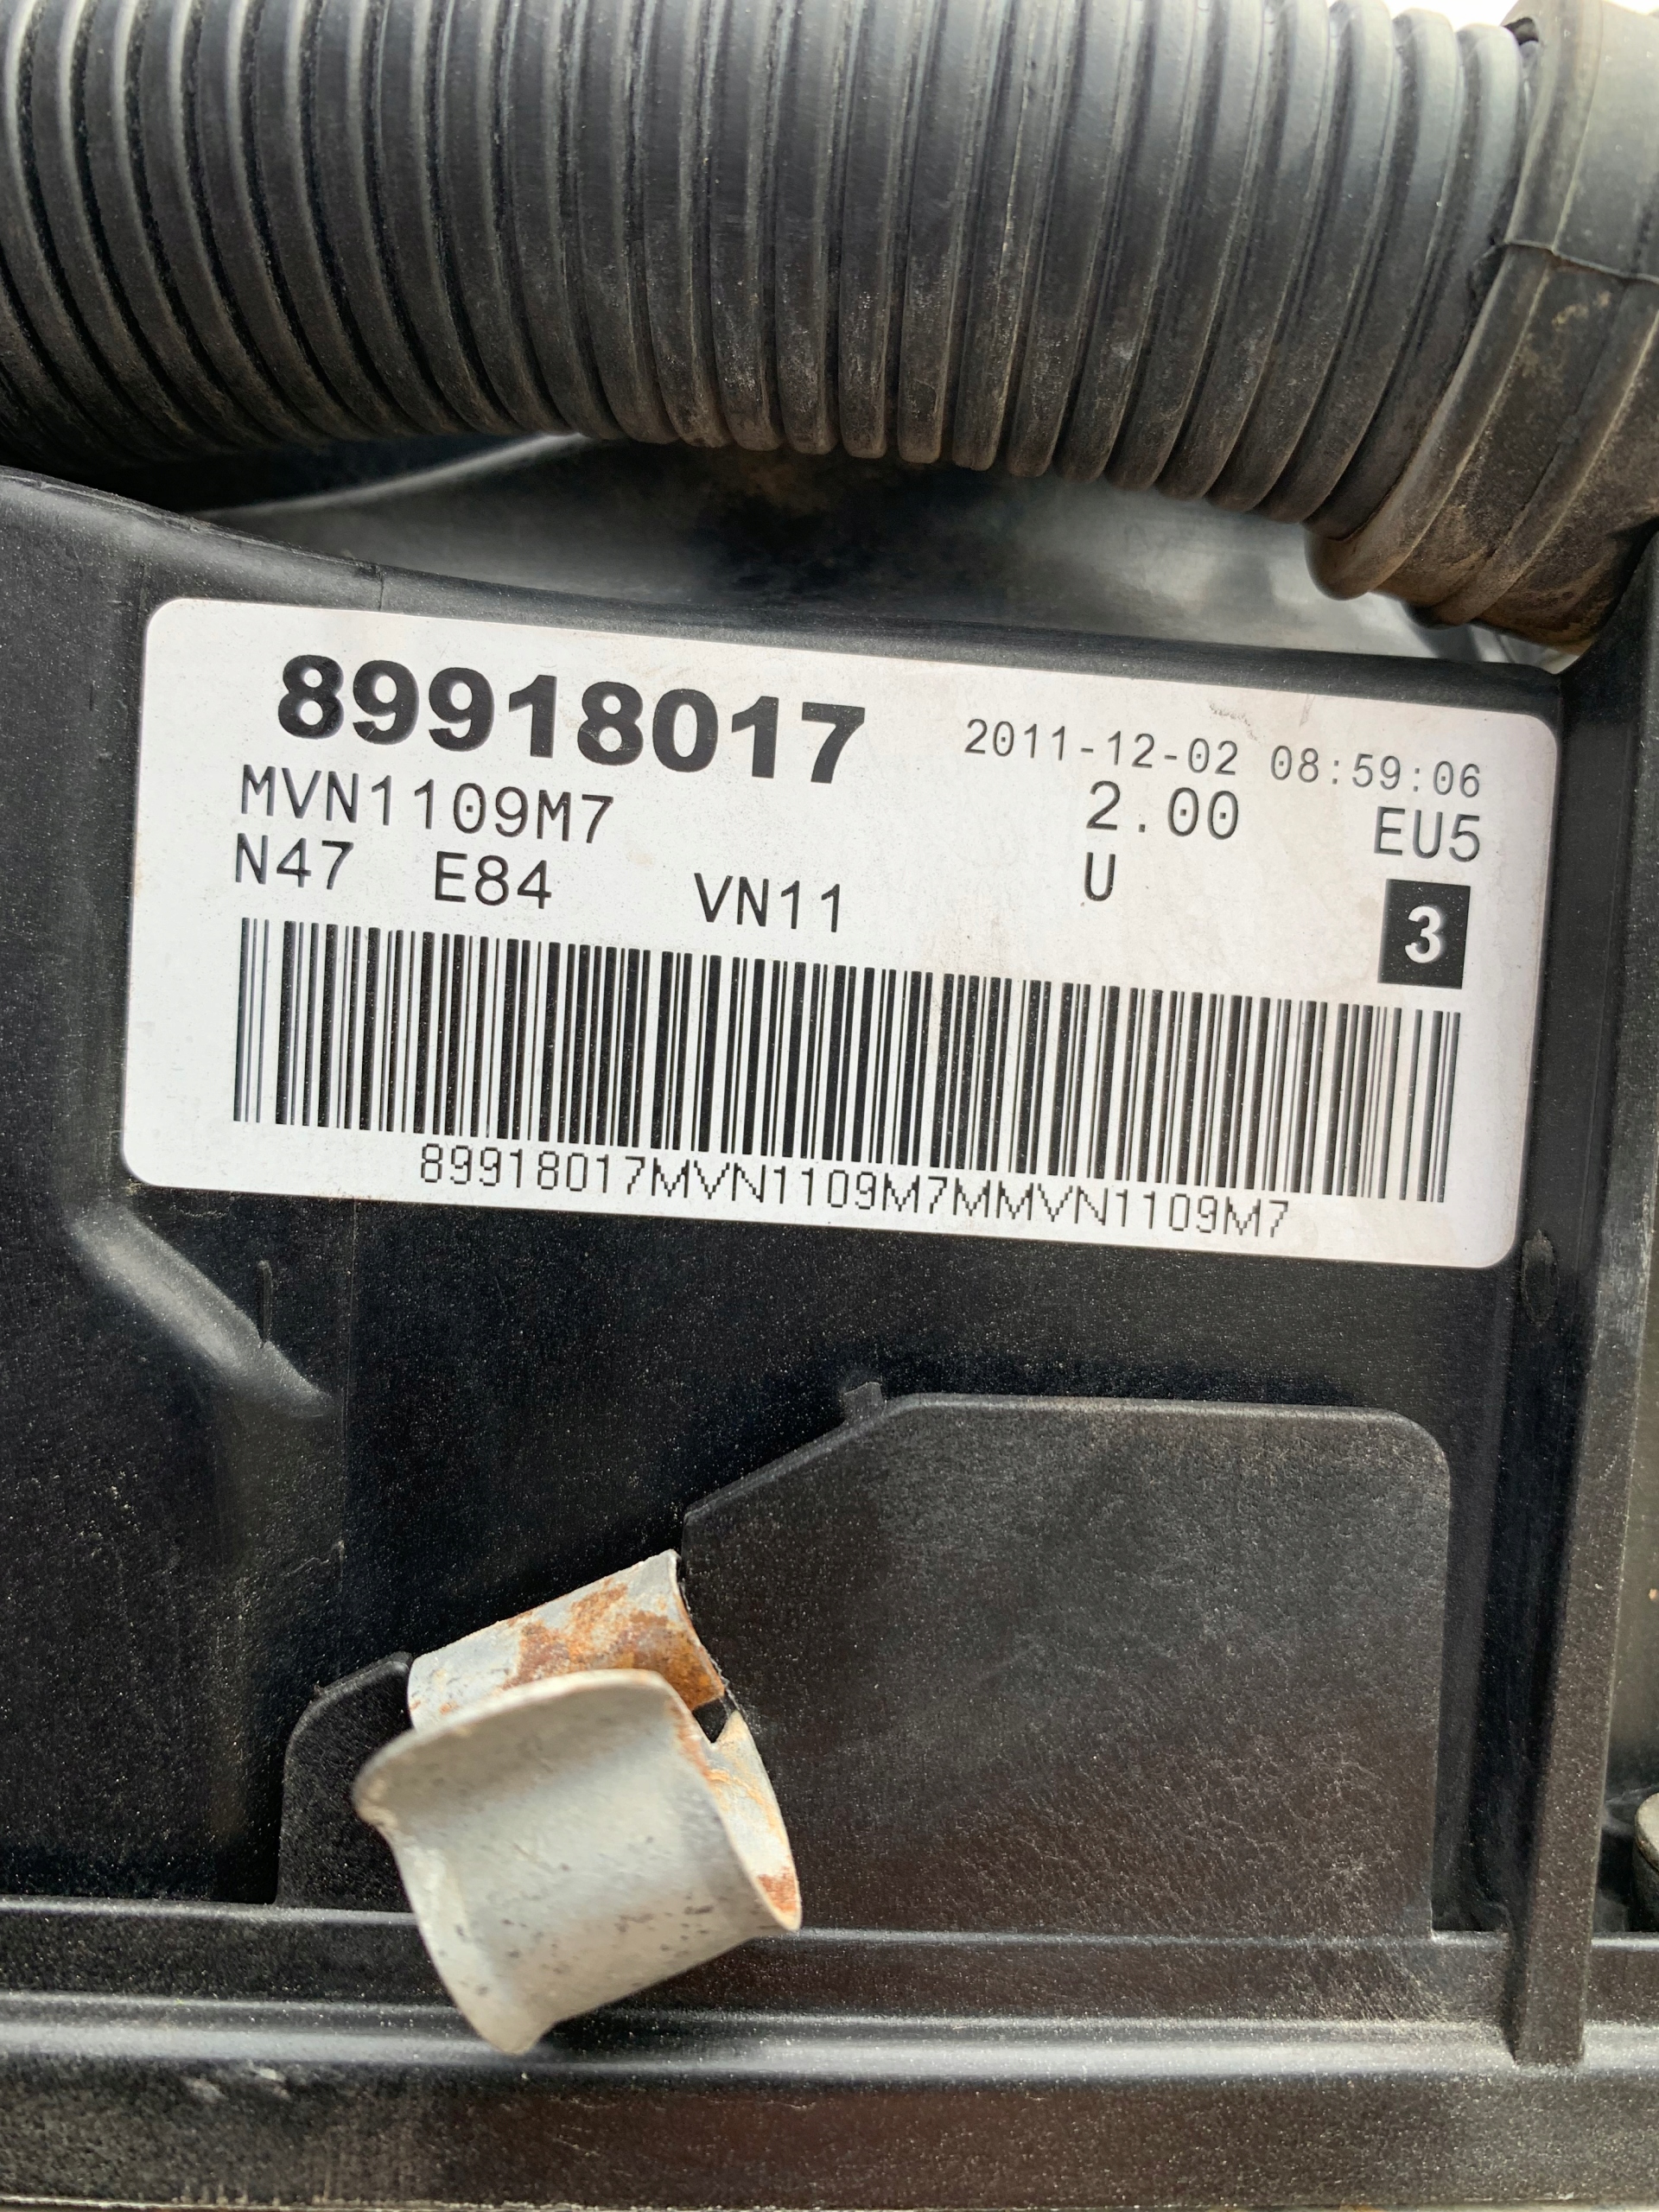 89918017 2011-12-02 08:59:06
MVN1109M7 2.00 EU5
N47 E84 VN11 U 3
89918017MVN1109M7MMVN1109M7